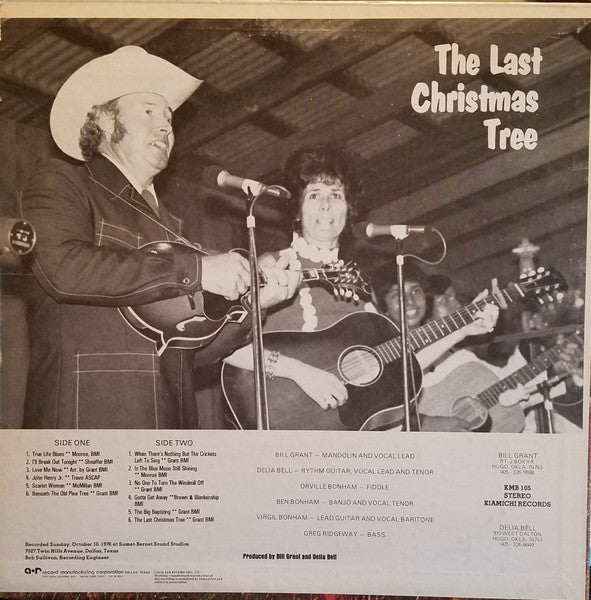 The Last
Christmas
Tree
SIDE ONE
1. True Life Blues ** Monroe, BMI
2. I'll Break Out Tonight ** Sheaffer BMI
3. Love Me Now ** Arr. by Grant BMI
4. John Henry Jr. ** Travis ASCAP
5. Scarlet Woman ** McMillan BMI
6. Beneath The Old Pine Tree ** Grant BMI
SIDE TWO
1. When There's Nothing But The Crickets
Left To Sing ** Grant BMI
2. Is The Blue Moon Still Shining
** Monroe BMI
3. No One To Turn The Windmill Off
** Grant BMI
4. Gotta Get Away **Brown & Blankenship
BMI
5. The Big Baptizing ** Grant BMI
6. The Last Christmas Tree ** Grant BMI
BILL GRANT – MANDOLIN AND VOCAL LEAD
DELIA BELL – RYTHM GUITAR, VOCAL LEAD AND TENOR
ORVILLE BONHAM – FIDDLE
BEN BONHAM – BANJO AND VOCAL TENOR
VIRGIL BONHAM – LEAD GUITAR AND VOCAL BARITONE
GREG RIDGEWAY – BASS
BILL GRANT
RT. 2 BOX
HUGO, OKLA. 74743
405
KMB 105
STEREO
KIAMICHI RECORDS
DELIA BELL
HUGO, OKLA. 74743
405
Recorded Sunday, October 10, 1976 at Sumet-Bernet Sound Studios
7027 Twin Hills Avenue, Dallas, Texas
Bob Sullivan, Recording Engineer
Produced by Bill Grant and Delia Bell
a+r record manufacturing corporation DALLAS, TEXAS